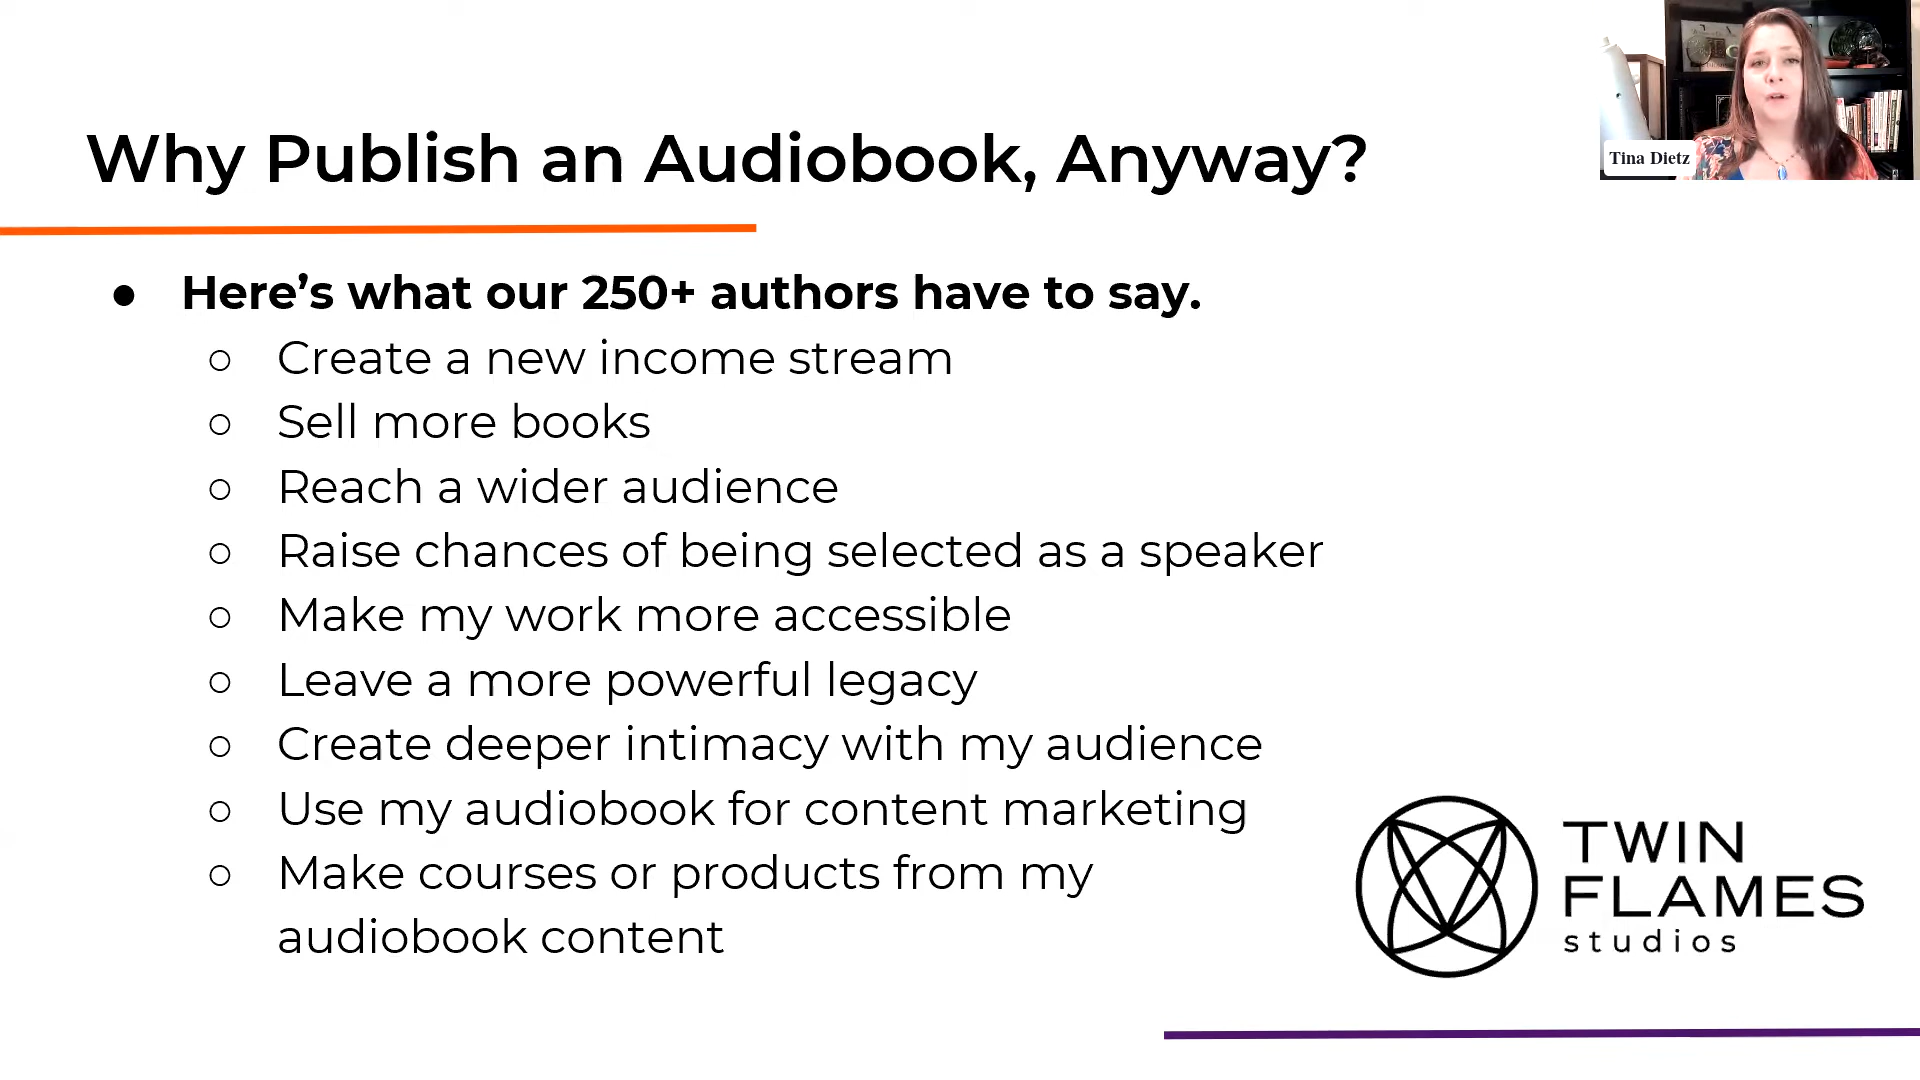 Why Publish an Audiobook, Anyway?
Tina Dietz
● Here’s what our 250+ authors have to say.
○ Create a new income stream
○ Sell more books
○ Reach a wider audience
○ Raise chances of being selected as a speaker
○ Make my work more accessible
○ Leave a more powerful legacy
○ Create deeper intimacy with my audience
○ Use my audiobook for content marketing
○ Make courses or products from my
audiobook content
TWIN
FLAMES
studios